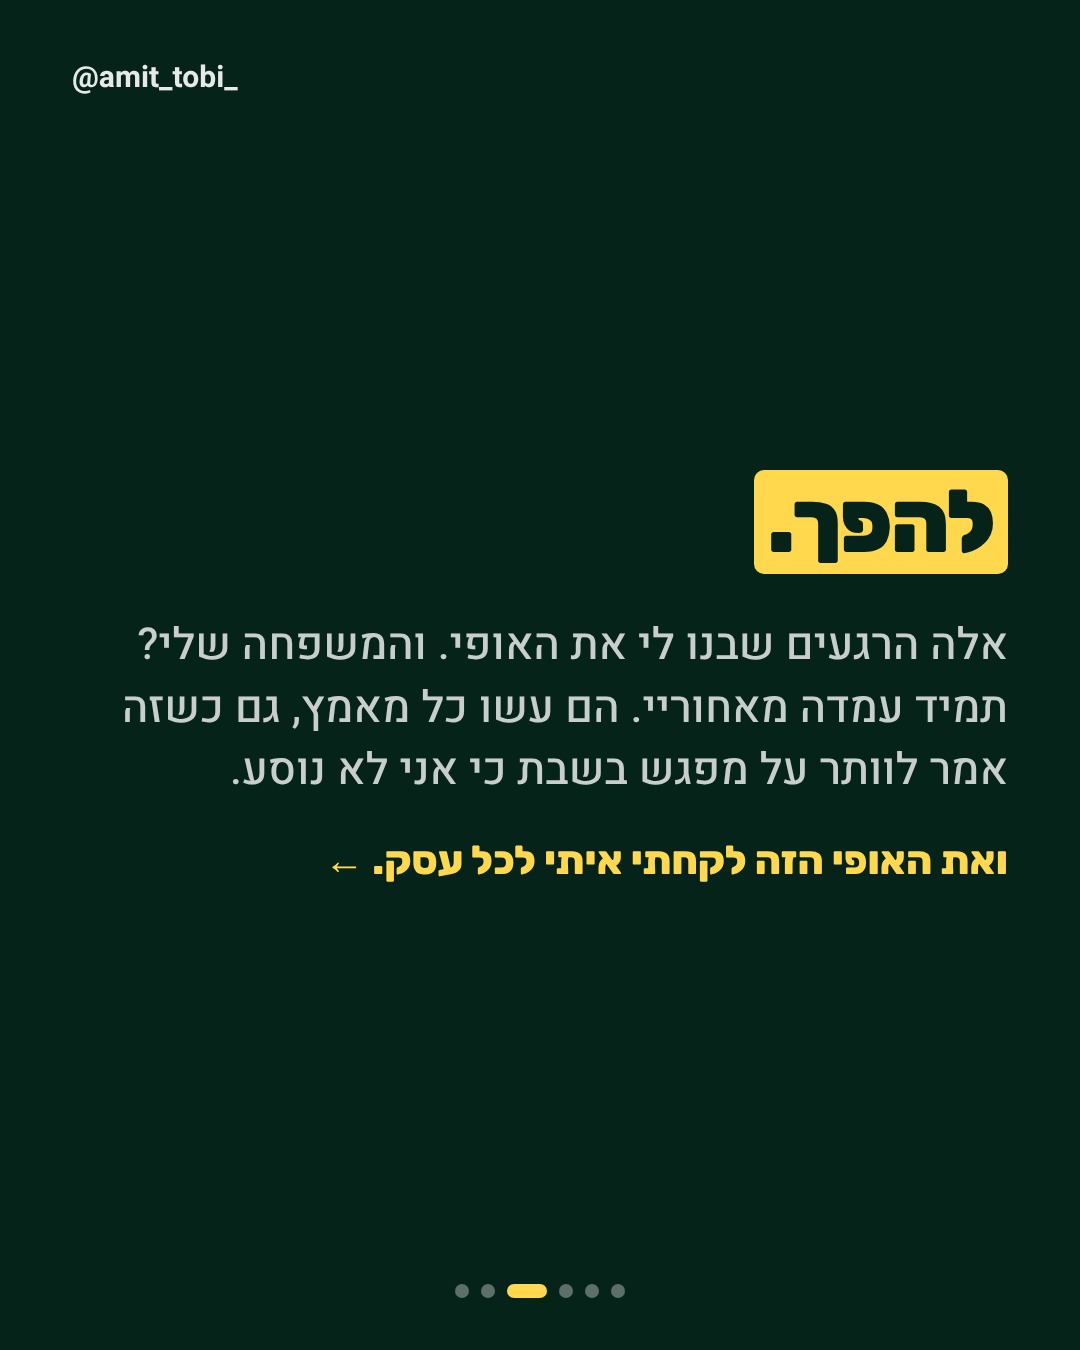 @amit_tobi_
להפך.
אלה הרגעים שבנו לי את האופי. והמשפחה שלי?
תמיד עמדה מאחוריי. הם עשו כל מאמץ, גם כשזה
אמר לוותר על מפגש בשבת כי אני לא נוסע.
ואת האופי הזה לקחתי איתי לכל עסק. ←